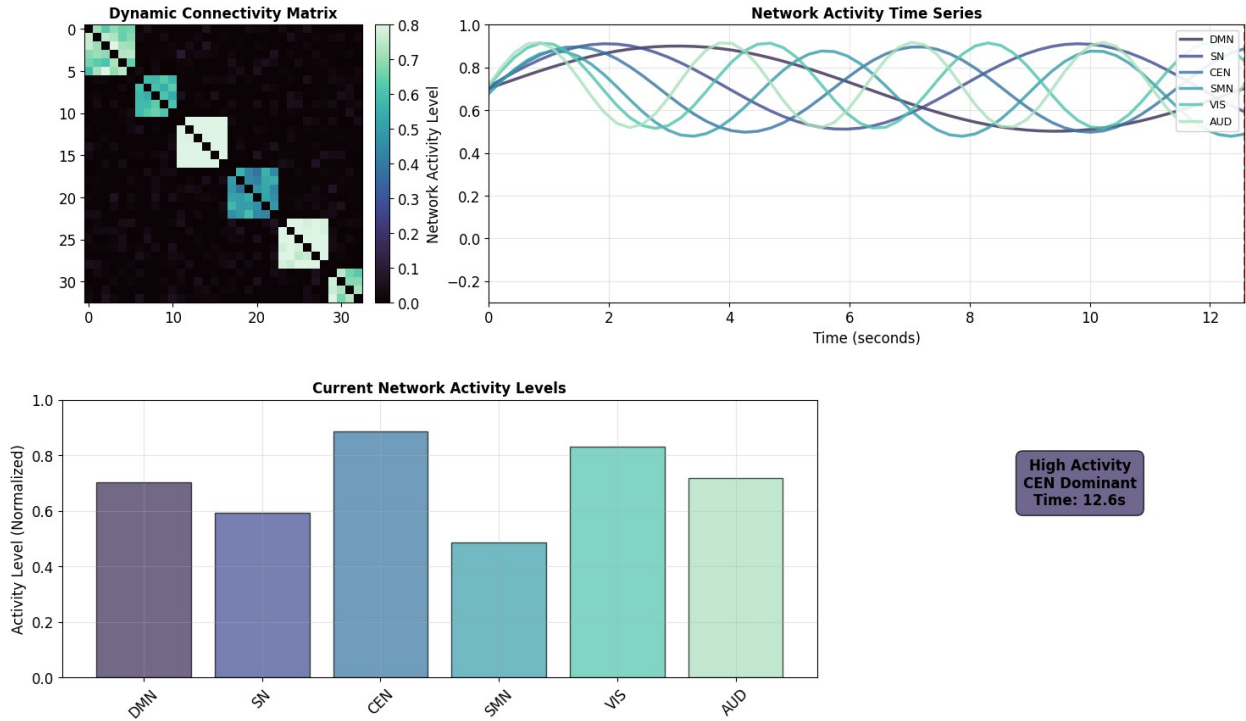 Dynamic Connectivity Matrix
0
5
10
15
20
25
30
0 10 20 30
0.8
0.7
0.6
0.5
0.4
0.3
0.2
0.1
0.0
Network Activity Time Series
Network Activity Level
1.0
0.8
0.6
0.4
0.2
0.0
−0.2
0 2 4 6 8 10 12
Time (seconds)
DMN
SN
CEN
SMN
VIS
AUD
Current Network Activity Levels
Activity Level (Normalized)
1.0
0.8
0.6
0.4
0.2
0.0
DMN SN CEN SMN VIS AUD
High Activity
CEN Dominant
Time: 12.6s